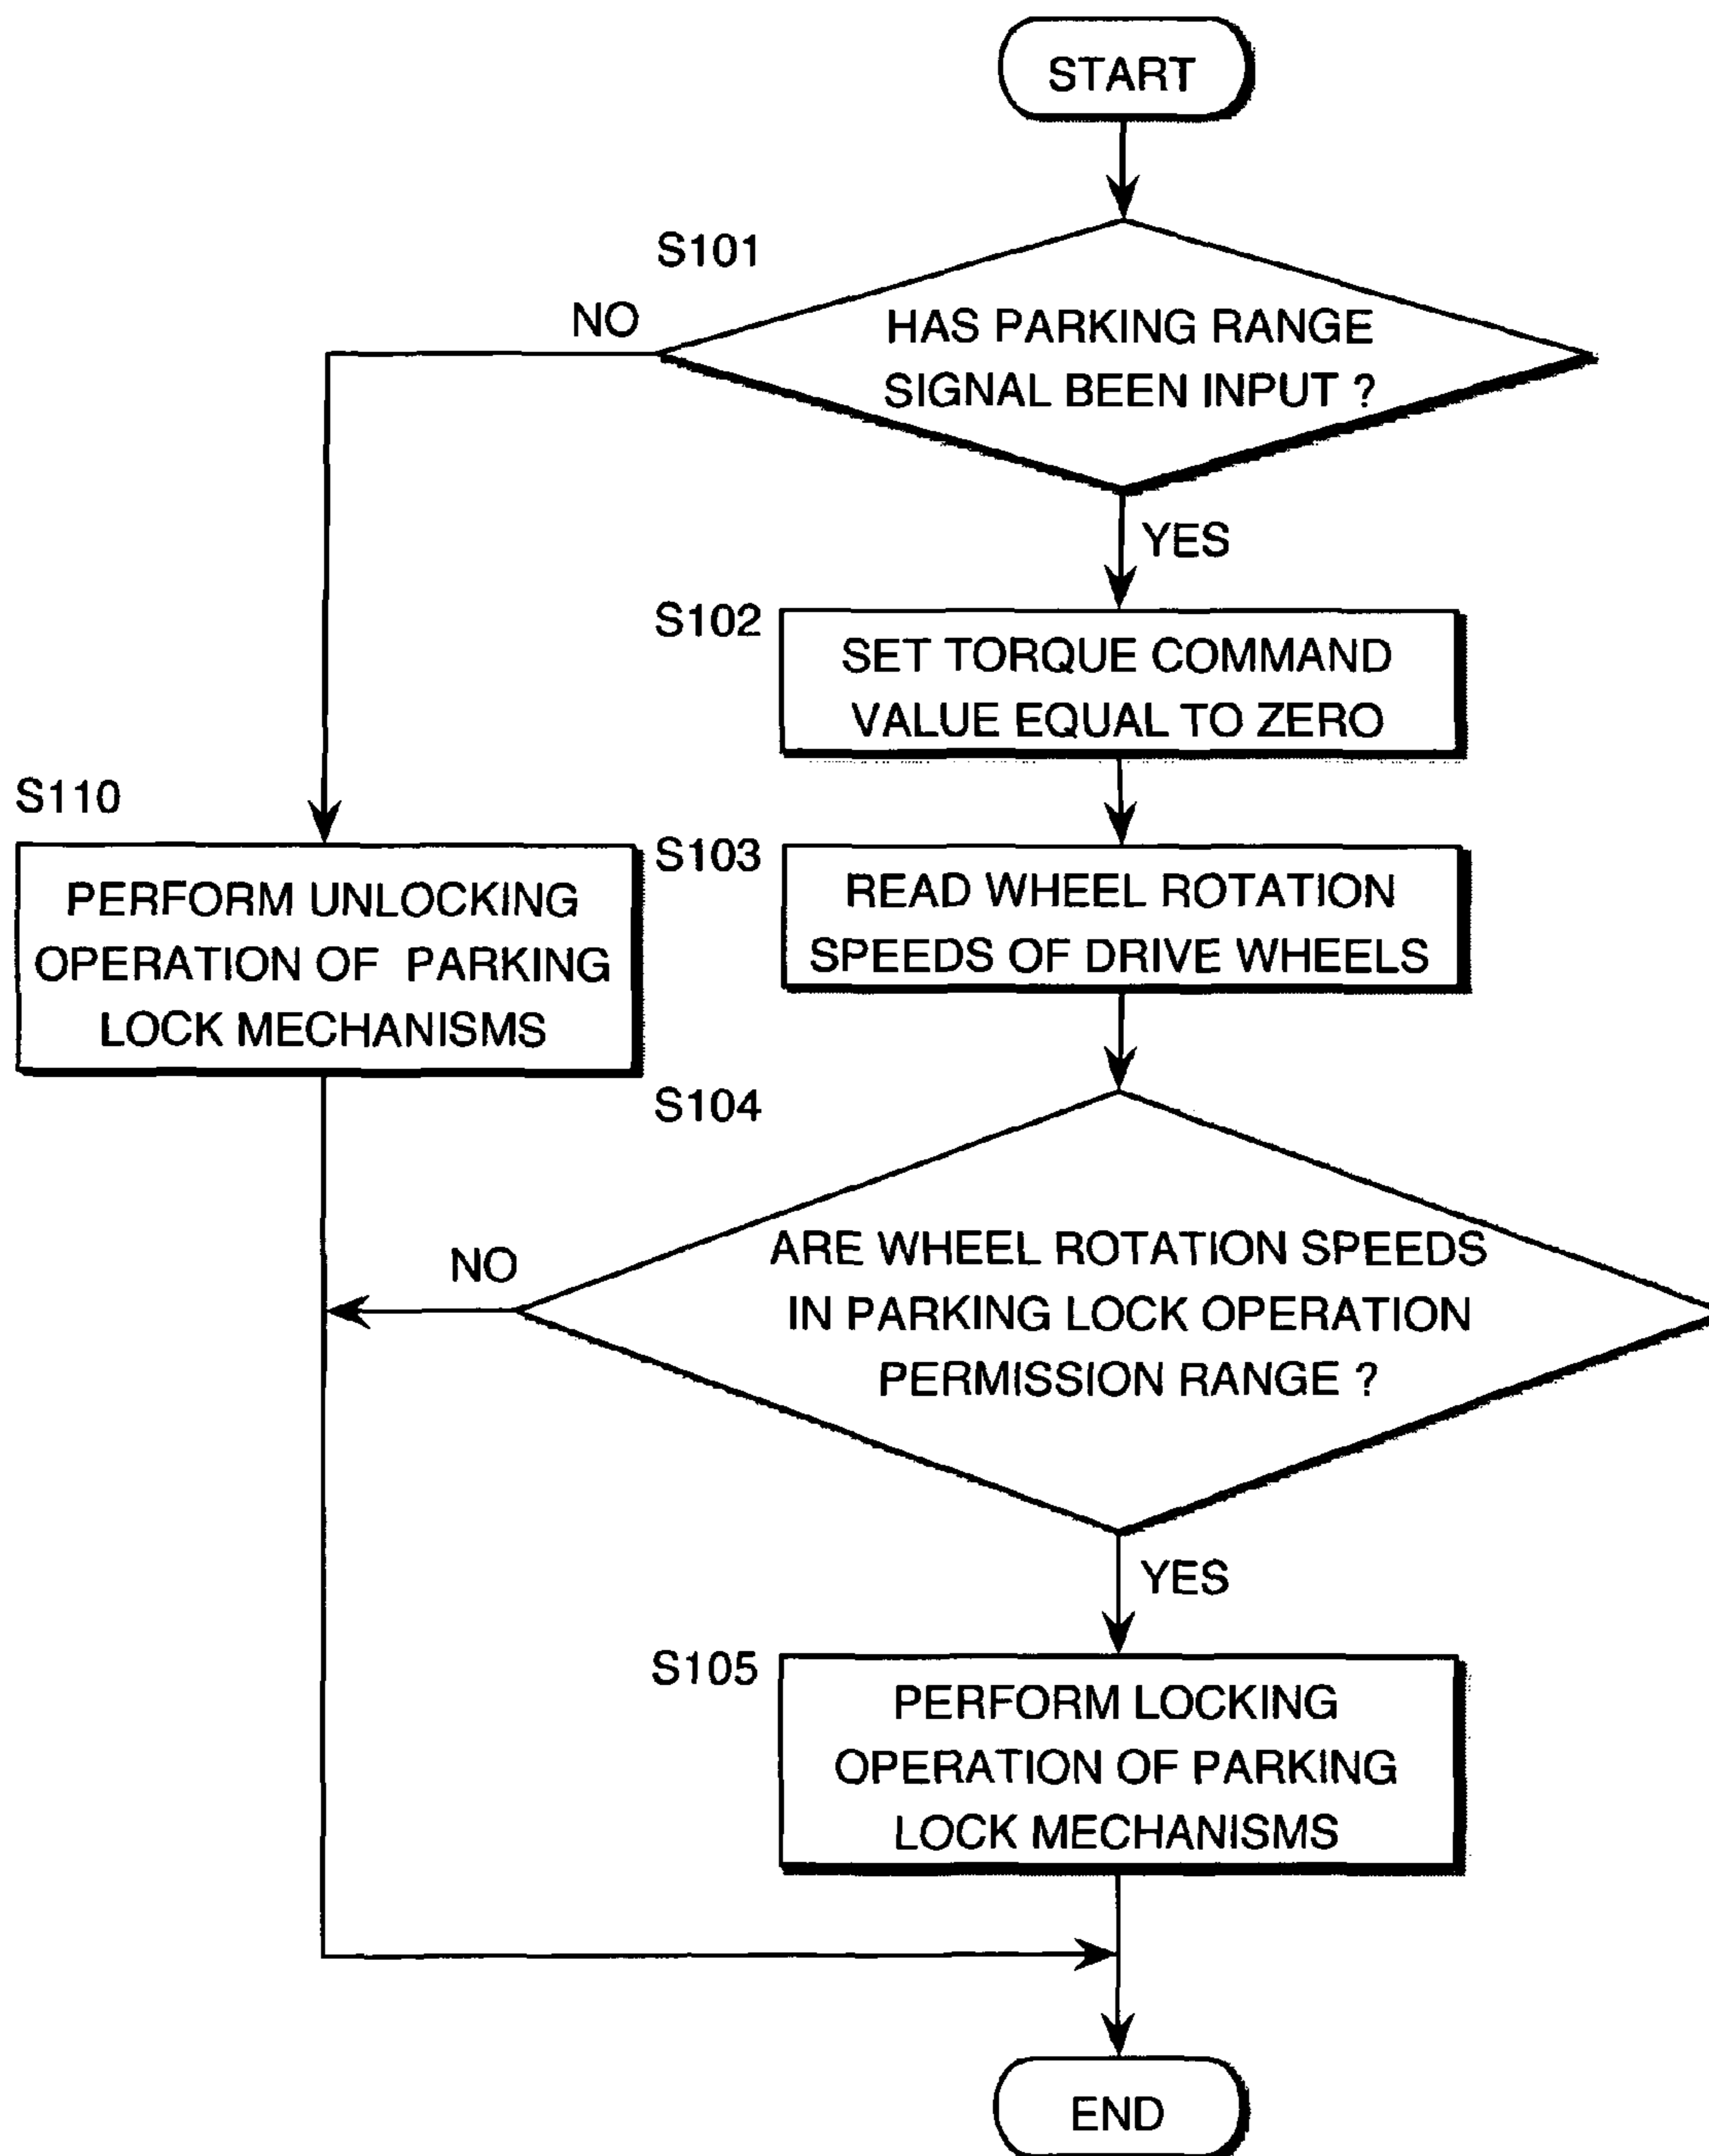 START
S101
NO
HAS PARKING RANGE
SIGNAL BEEN INPUT ?
YES
S102
SET TORQUE COMMAND
VALUE EQUAL TO ZERO
S110
PERFORM UNLOCKING
OPERATION OF PARKING
LOCK MECHANISMS
S103
READ WHEEL ROTATION
SPEEDS OF DRIVE WHEELS
S104
NO
ARE WHEEL ROTATION SPEEDS
IN PARKING LOCK OPERATION
PERMISSION RANGE ?
YES
S105
PERFORM LOCKING
OPERATION OF PARKING
LOCK MECHANISMS
END